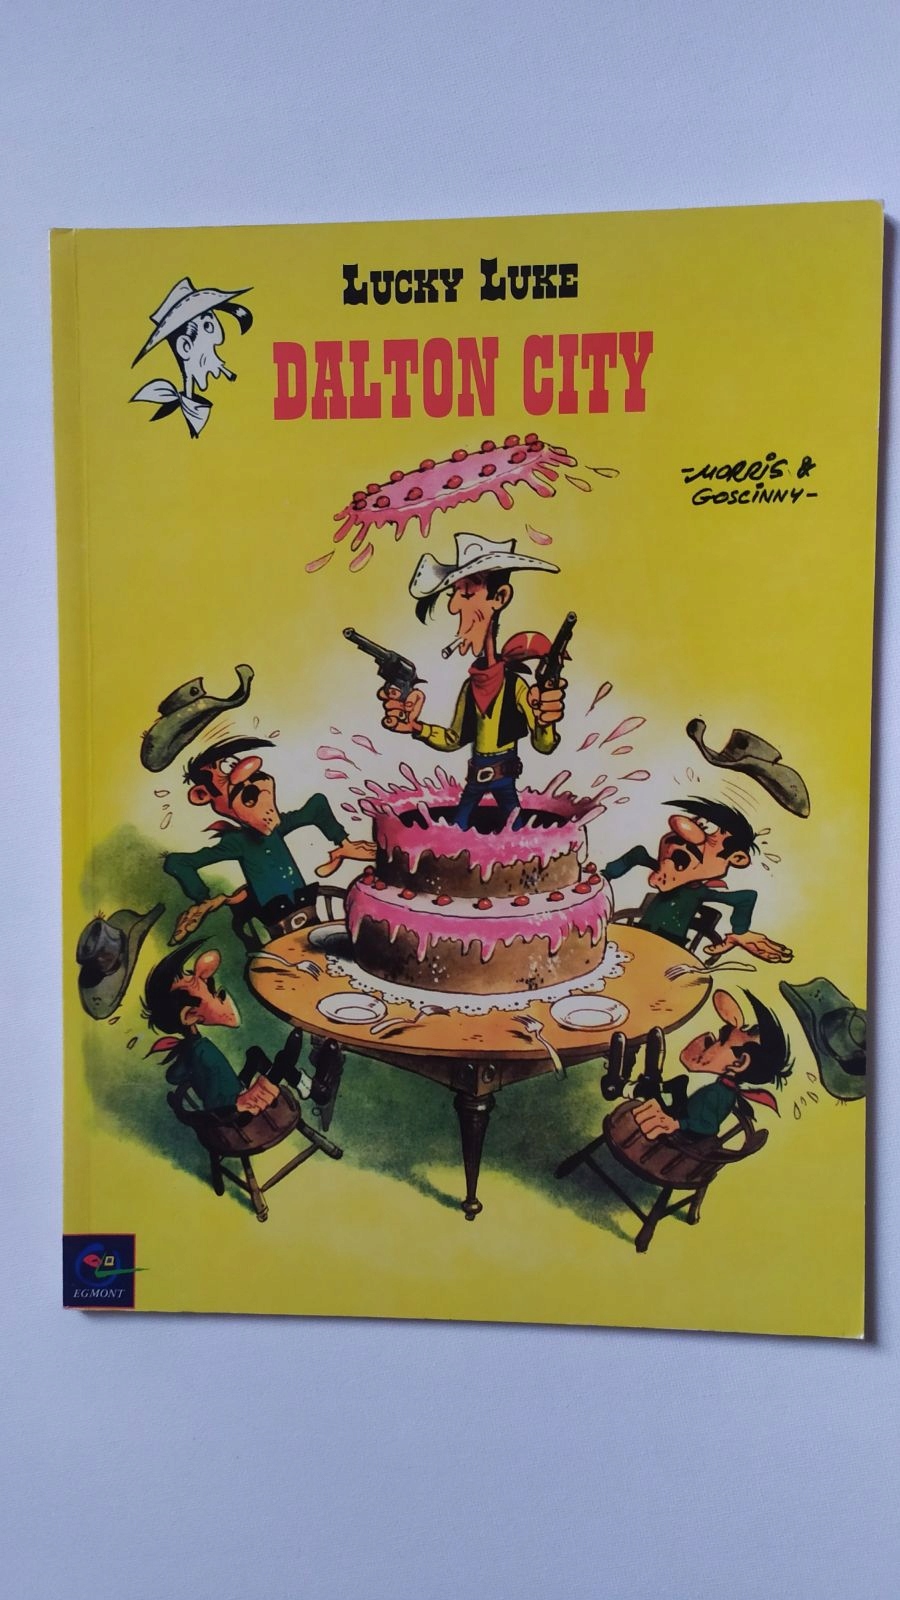 LUCKY LUKE
DALTON CITY
-MORRIS &
GOSCINNY-
EGMONT